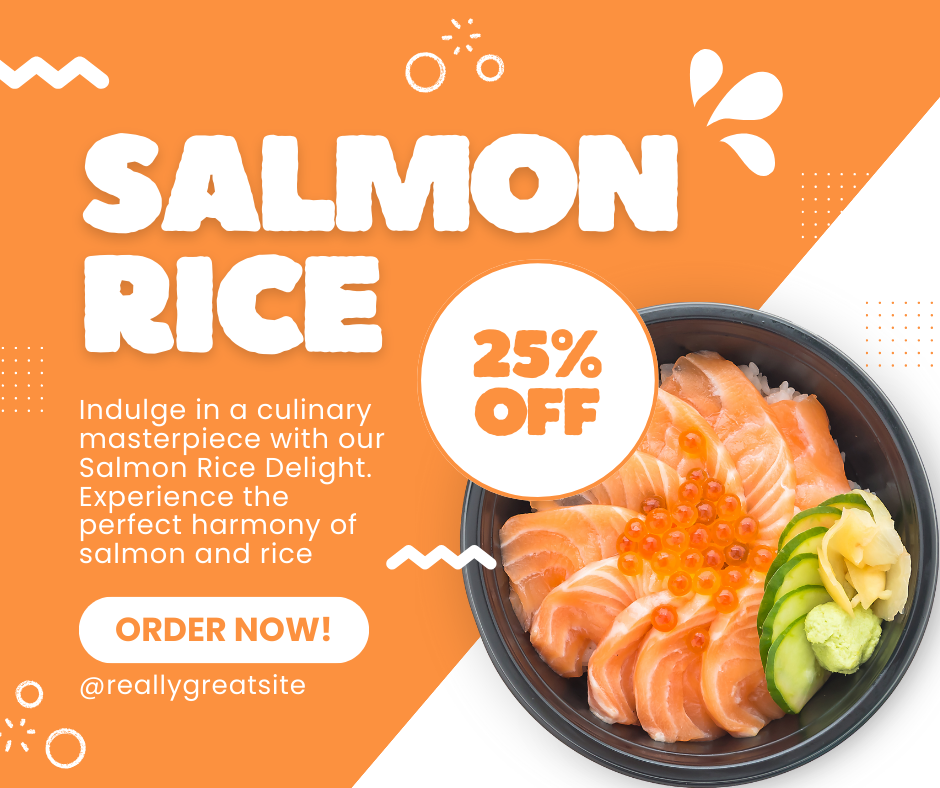 SALMON
RICE
25%
OFF
Indulge in a culinary
masterpiece with our
Salmon Rice Delight.
Experience the
perfect harmony of
salmon and rice
ORDER NOW!
@reallygreatsite